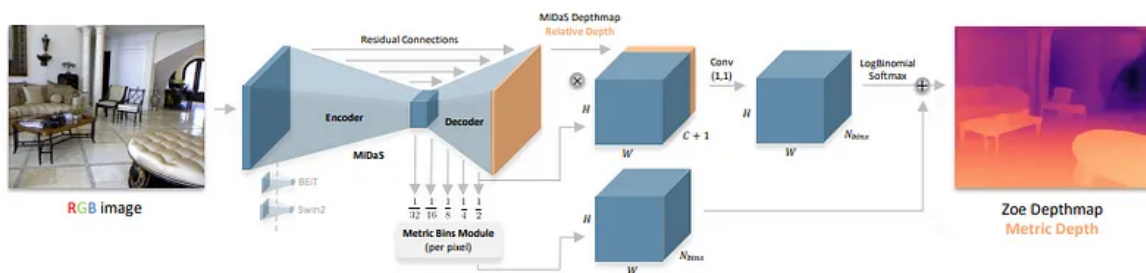 RGB image
Residual Connections
Encoder
Decoder
MiDaS
BEiT
Swin2
1/32 1/16 1/8 1/4 1/2
Metric Bins Module
(per pixel)
MiDaS Depthmap
Relative Depth
H
W
C + 1
Conv
(1,1)
H
W
N_bins
LogBinomial
Softmax
H
W
N_bins
Zoe Depthmap
Metric Depth